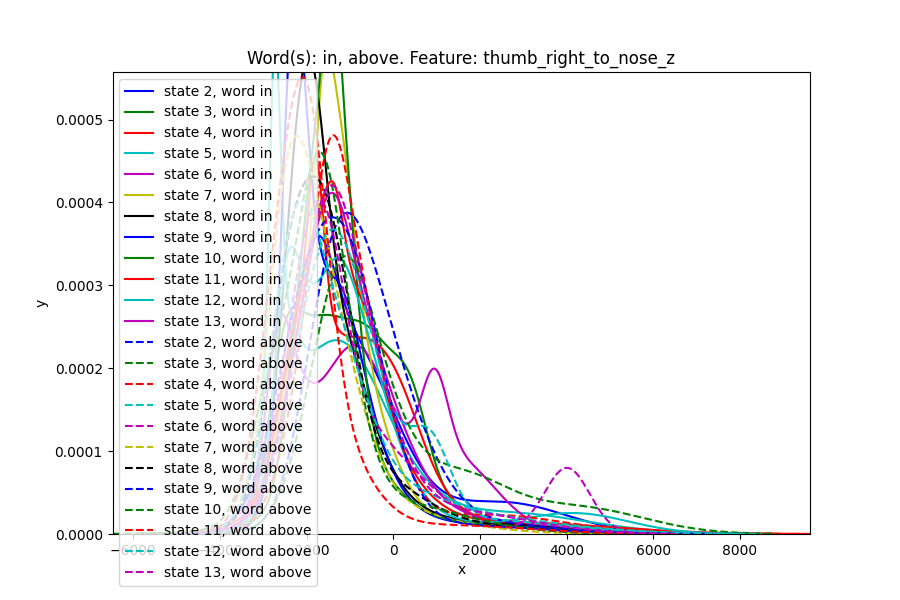 Word(s): in, above. Feature: thumb_right_to_nose_z
y
0.0005
0.0004
0.0003
0.0002
0.0001
0.0000
state 2, word in
state 3, word in
state 4, word in
state 5, word in
state 6, word in
state 7, word in
state 8, word in
state 9, word in
state 10, word in
state 11, word in
state 12, word in
state 13, word in
state 2, word above
state 3, word above
state 4, word above
state 5, word above
state 6, word above
state 7, word above
state 8, word above
state 9, word above
state 10, word above
state 11, word above
state 12, word above
state 13, word above
−6000 −4000 −2000 0 2000 4000 6000 8000
x